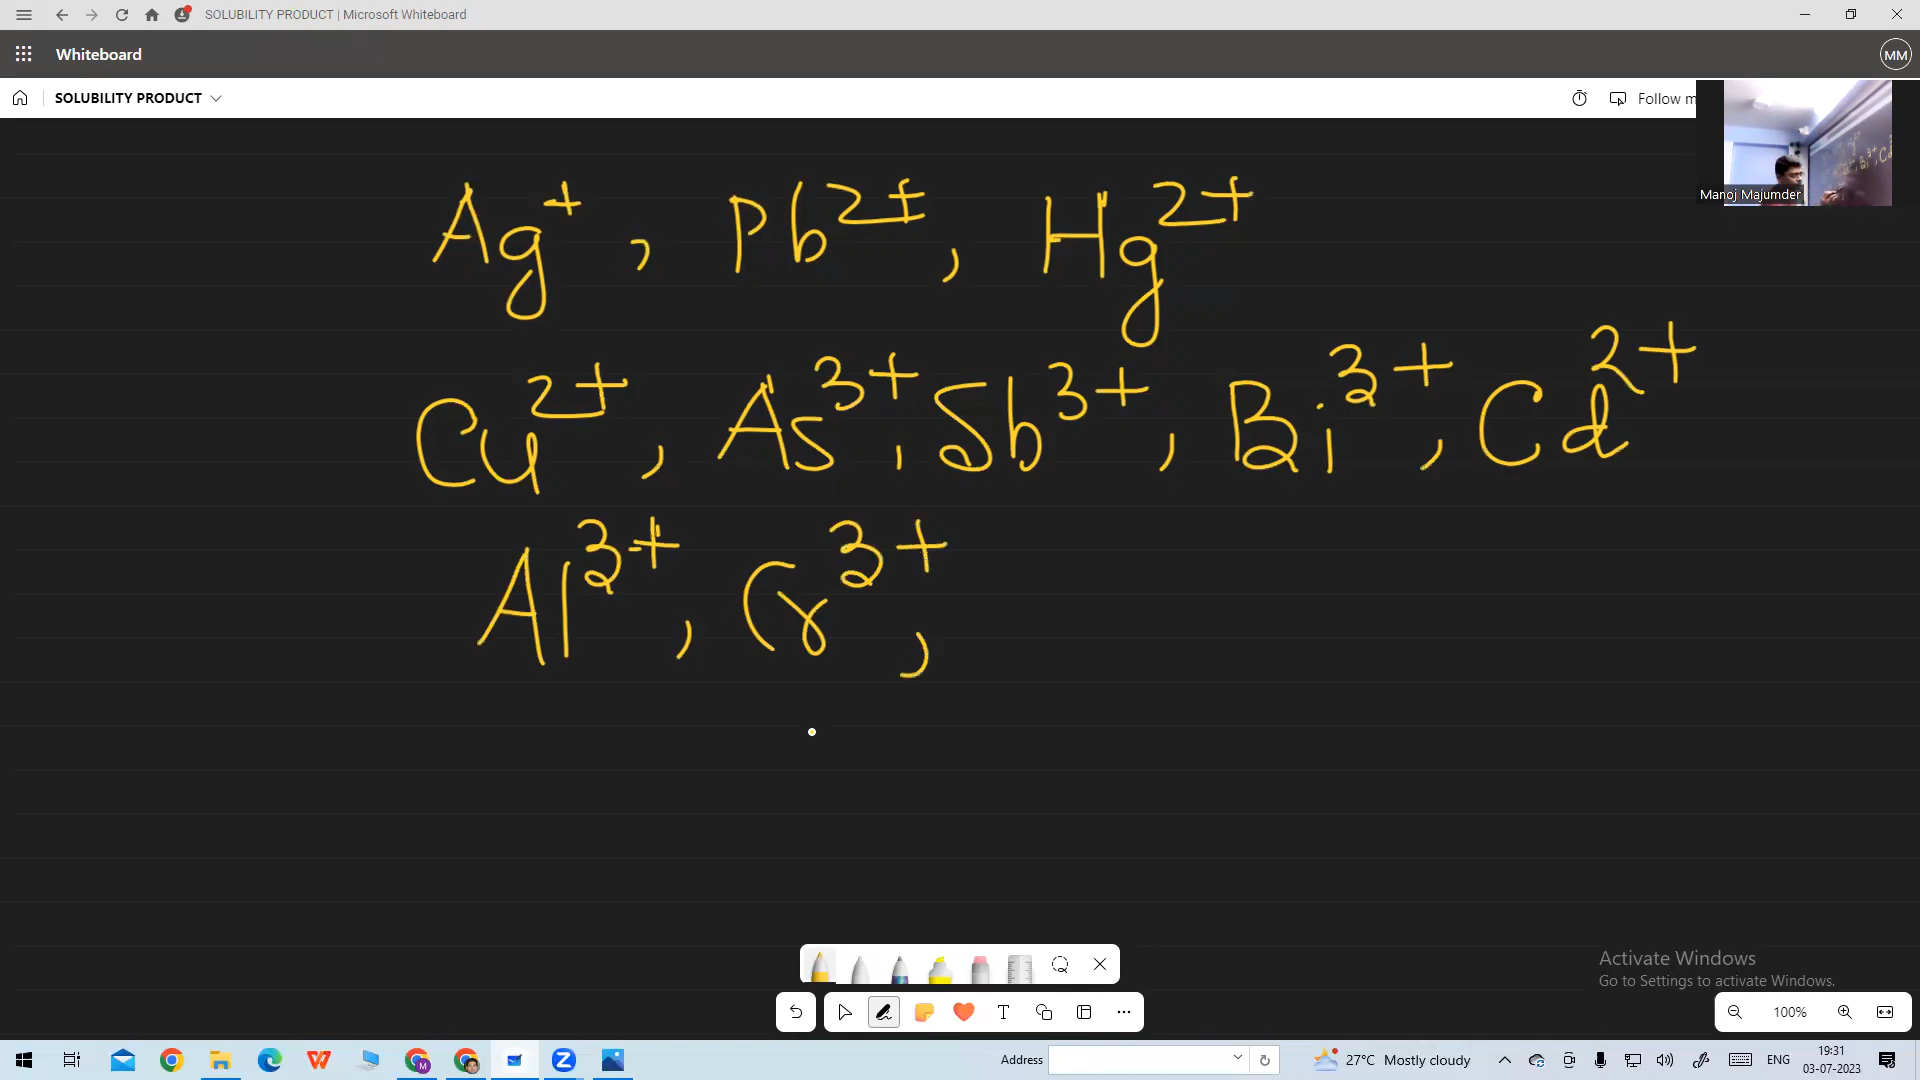 SOLUBILITY PRODUCT | Microsoft Whiteboard
Whiteboard
MM
SOLUBILITY PRODUCT
Follow m
Manoj Majumder
Ag⁺, Pb²⁺, Hg²⁺
Cu²⁺, As³⁺, Sb³⁺, Bi³⁺, Cd²⁺
Al³⁺, Cr³⁺,
Activate Windows
Go to Settings to activate Windows.
100%
Address
27°C Mostly cloudy
ENG
19:31
03-07-2023